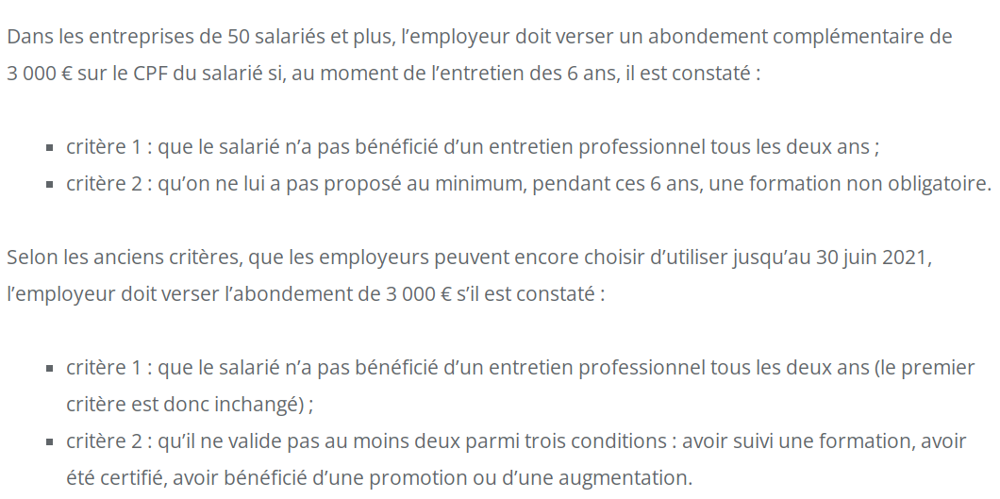 Dans les entreprises de 50 salariés et plus, l’employeur doit verser un abondement complémentaire de
3 000 € sur le CPF du salarié si, au moment de l’entretien des 6 ans, il est constaté :
▪ critère 1 : que le salarié n’a pas bénéficié d’un entretien professionnel tous les deux ans ;
▪ critère 2 : qu’on ne lui a pas proposé au minimum, pendant ces 6 ans, une formation non obligatoire.
Selon les anciens critères, que les employeurs peuvent encore choisir d’utiliser jusqu’au 30 juin 2021,
l’employeur doit verser l’abondement de 3 000 € s’il est constaté :
▪ critère 1 : que le salarié n’a pas bénéficié d’un entretien professionnel tous les deux ans (le premier
critère est donc inchangé) ;
▪ critère 2 : qu’il ne valide pas au moins deux parmi trois conditions : avoir suivi une formation, avoir
été certifié, avoir bénéficié d’une promotion ou d’une augmentation.